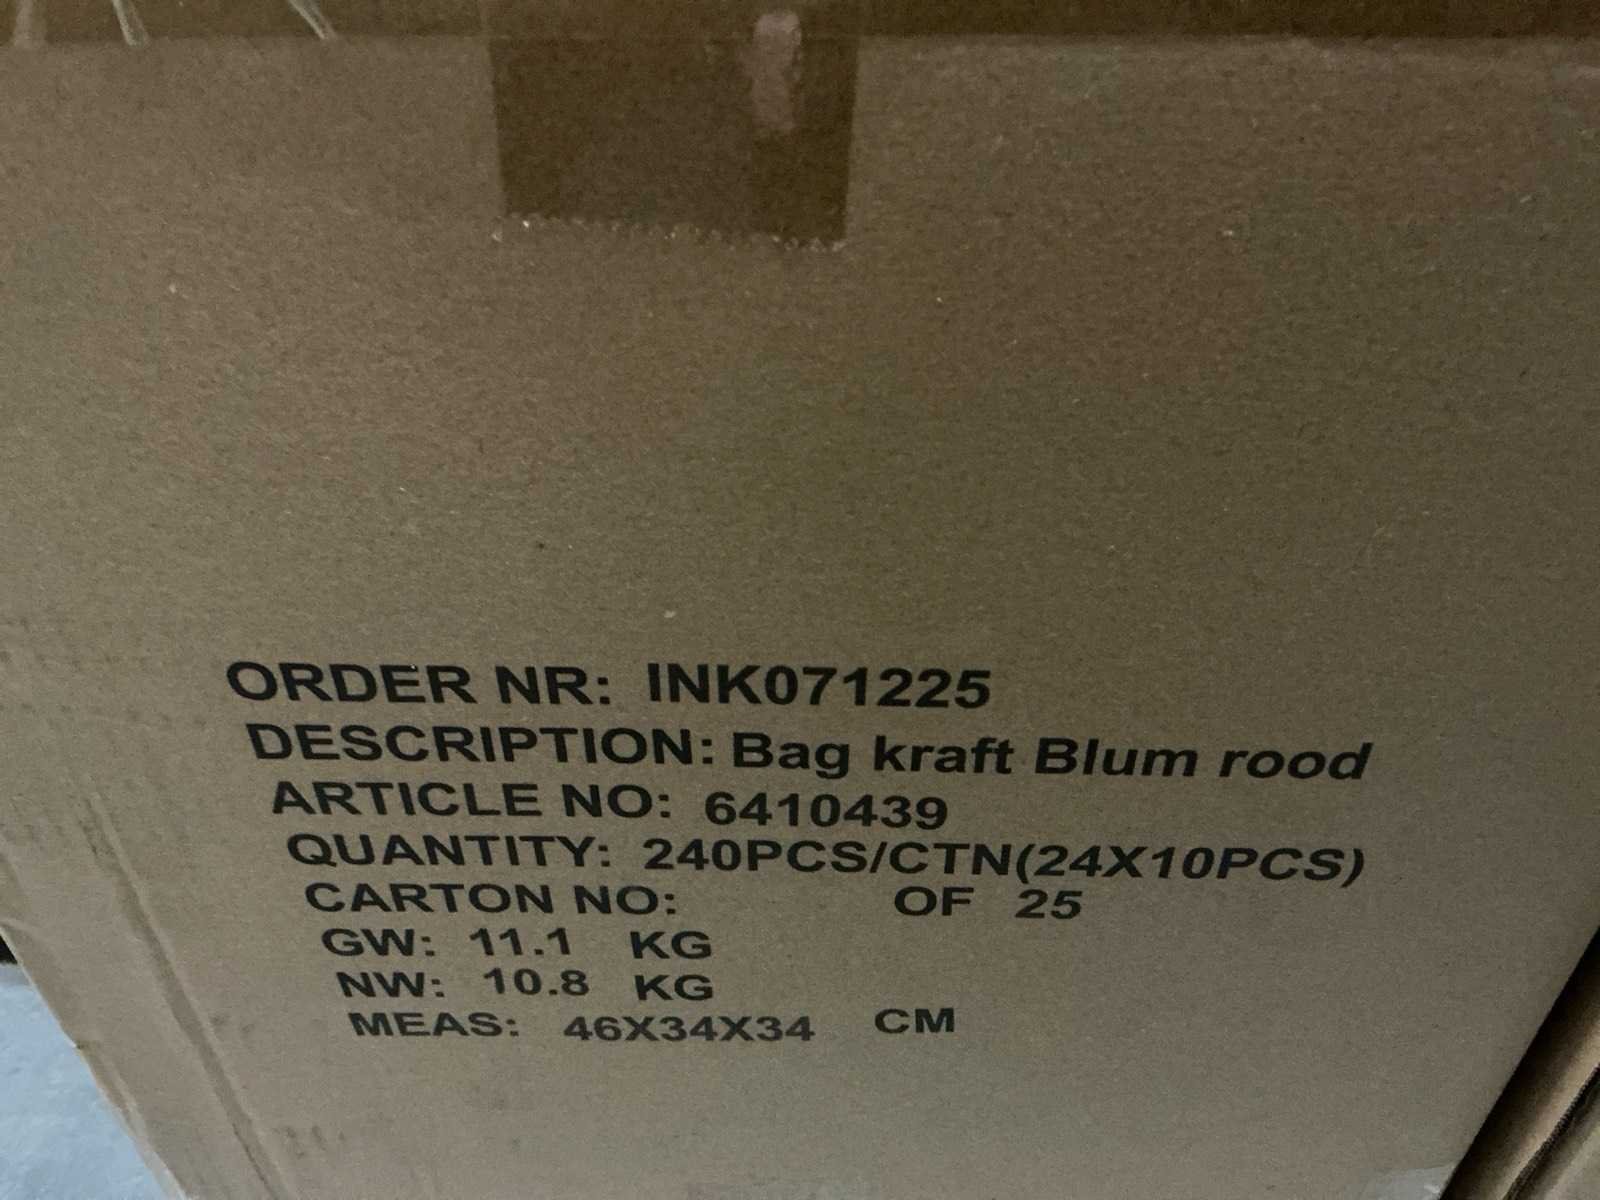 ORDER NR: INK071225
DESCRIPTION: Bag kraft Blum rood
ARTICLE NO: 6410439
QUANTITY: 240PCS/CTN(24X10PCS)
CARTON NO: OF 25
GW: 11.1 KG
NW: 10.8 KG
MEAS: 46X34X34 CM